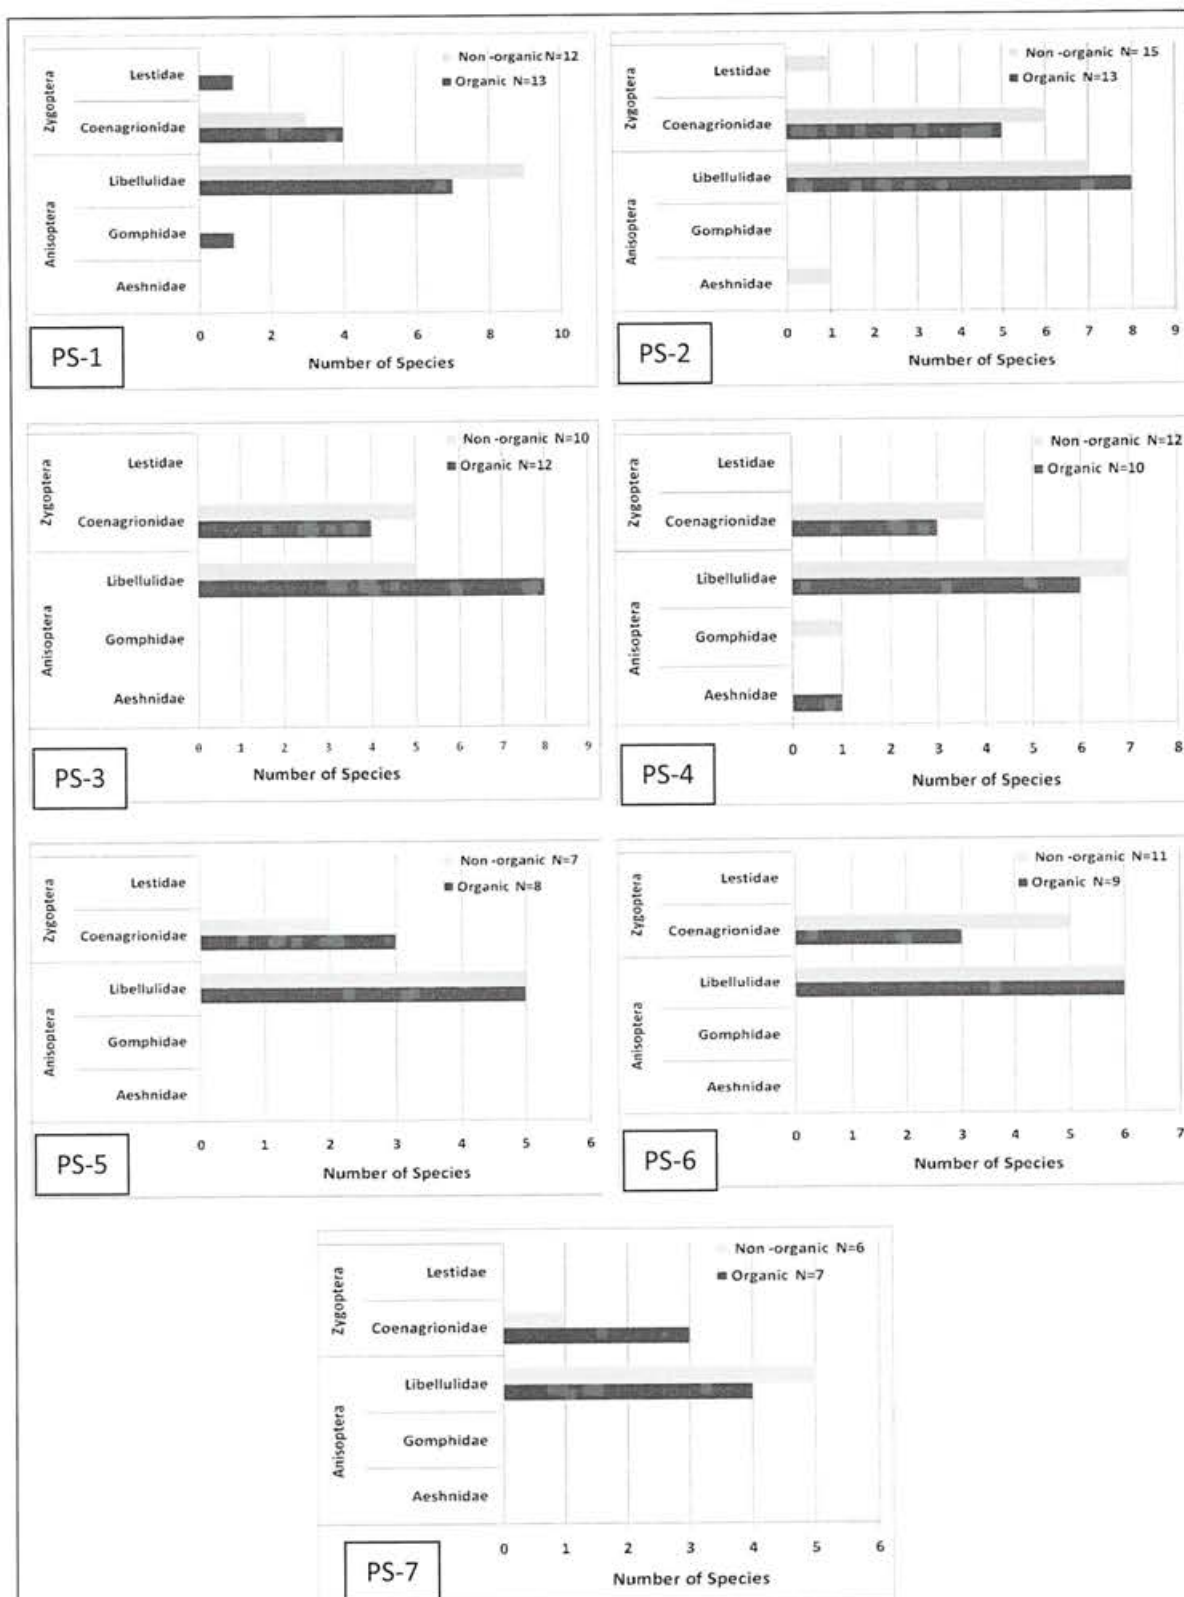 Non -organic N=12
Organic N=13
Zygoptera
Lestidae
Coenagrionidae
Anisoptera
Libellulidae
Gomphidae
Aeshnidae
0 2 4 6 8 10
Number of Species
PS-1
Non -organic N= 15
Organic N=13
Zygoptera
Lestidae
Coenagrionidae
Anisoptera
Libellulidae
Gomphidae
Aeshnidae
0 1 2 3 4 5 6 7 8 9
Number of Species
PS-2
Non -organic N=10
Organic N=12
Zygoptera
Lestidae
Coenagrionidae
Anisoptera
Libellulidae
Gomphidae
Aeshnidae
0 1 2 3 4 5 6 7 8 9
Number of Species
PS-3
Non -organic N=12
Organic N=10
Zygoptera
Lestidae
Coenagrionidae
Anisoptera
Libellulidae
Gomphidae
Aeshnidae
0 1 2 3 4 5 6 7 8
Number of Species
PS-4
Non -organic N=7
Organic N=8
Zygoptera
Lestidae
Coenagrionidae
Anisoptera
Libellulidae
Gomphidae
Aeshnidae
0 1 2 3 4 5 6
Number of Species
PS-5
Non -organic N=11
Organic N=9
Zygoptera
Lestidae
Coenagrionidae
Anisoptera
Libellulidae
Gomphidae
Aeshnidae
0 1 2 3 4 5 6 7
Number of Species
PS-6
Non -organic N=6
Organic N=7
Zygoptera
Lestidae
Coenagrionidae
Anisoptera
Libellulidae
Gomphidae
Aeshnidae
0 1 2 3 4 5 6
Number of Species
PS-7